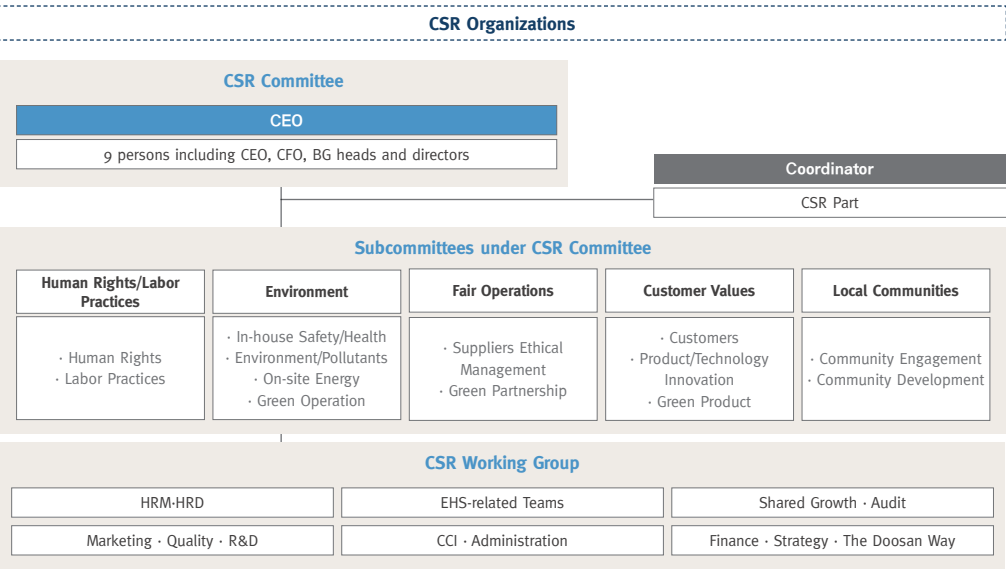 CSR Organizations
CSR Committee
CEO
9 persons including CEO, CFO, BG heads and directors
Coordinator
CSR Part
Subcommittees under CSR Committee
Human Rights/Labor
Practices
· Human Rights
· Labor Practices
Environment
· In-house Safety/Health
· Environment/Pollutants
· On-site Energy
· Green Operation
Fair Operations
· Suppliers Ethical
Management
· Green Partnership
Customer Values
· Customers
· Product/Technology
Innovation
· Green Product
Local Communities
· Community Engagement
· Community Development
CSR Working Group
HRM·HRD
EHS-related Teams
Shared Growth · Audit
Marketing · Quality · R&D
CCI · Administration
Finance · Strategy · The Doosan Way